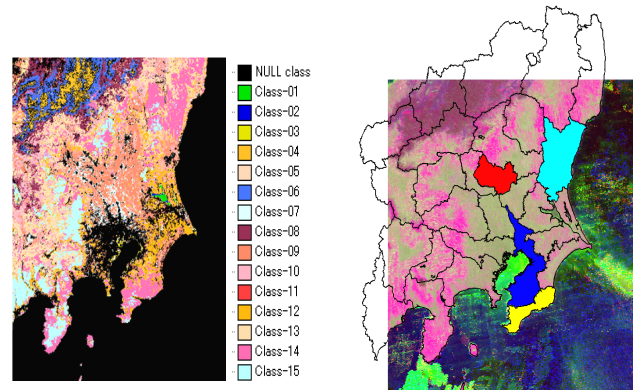 NULL class
Class-01
Class-02
Class-03
Class-04
Class-05
Class-06
Class-07
Class-08
Class-09
Class-10
Class-11
Class-12
Class-13
Class-14
Class-15